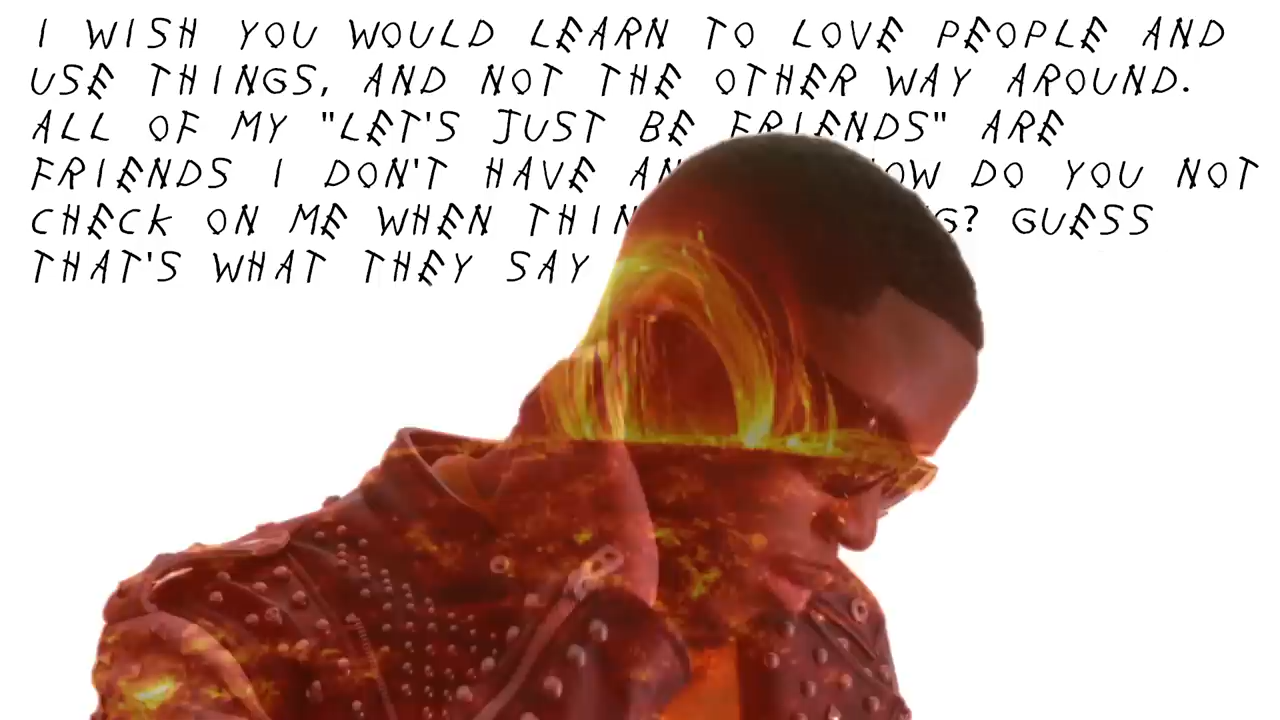 I WISH YOU WOULD LEARN TO LOVE PEOPLE AND
USE THINGS, AND NOT THE OTHER WAY AROUND.
ALL OF MY "LET'S JUST BE FRIENDS" ARE
FRIENDS I DON'T HAVE DO YOU NOT
CHECK ON ME WHEN GUESS
THAT'S WHAT THEY SAY